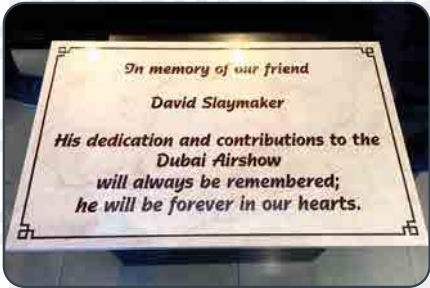 In memory of our friend
David Slaymaker
His dedication and contributions to the
Dubai Airshow
will always be remembered;
he will be forever in our hearts.